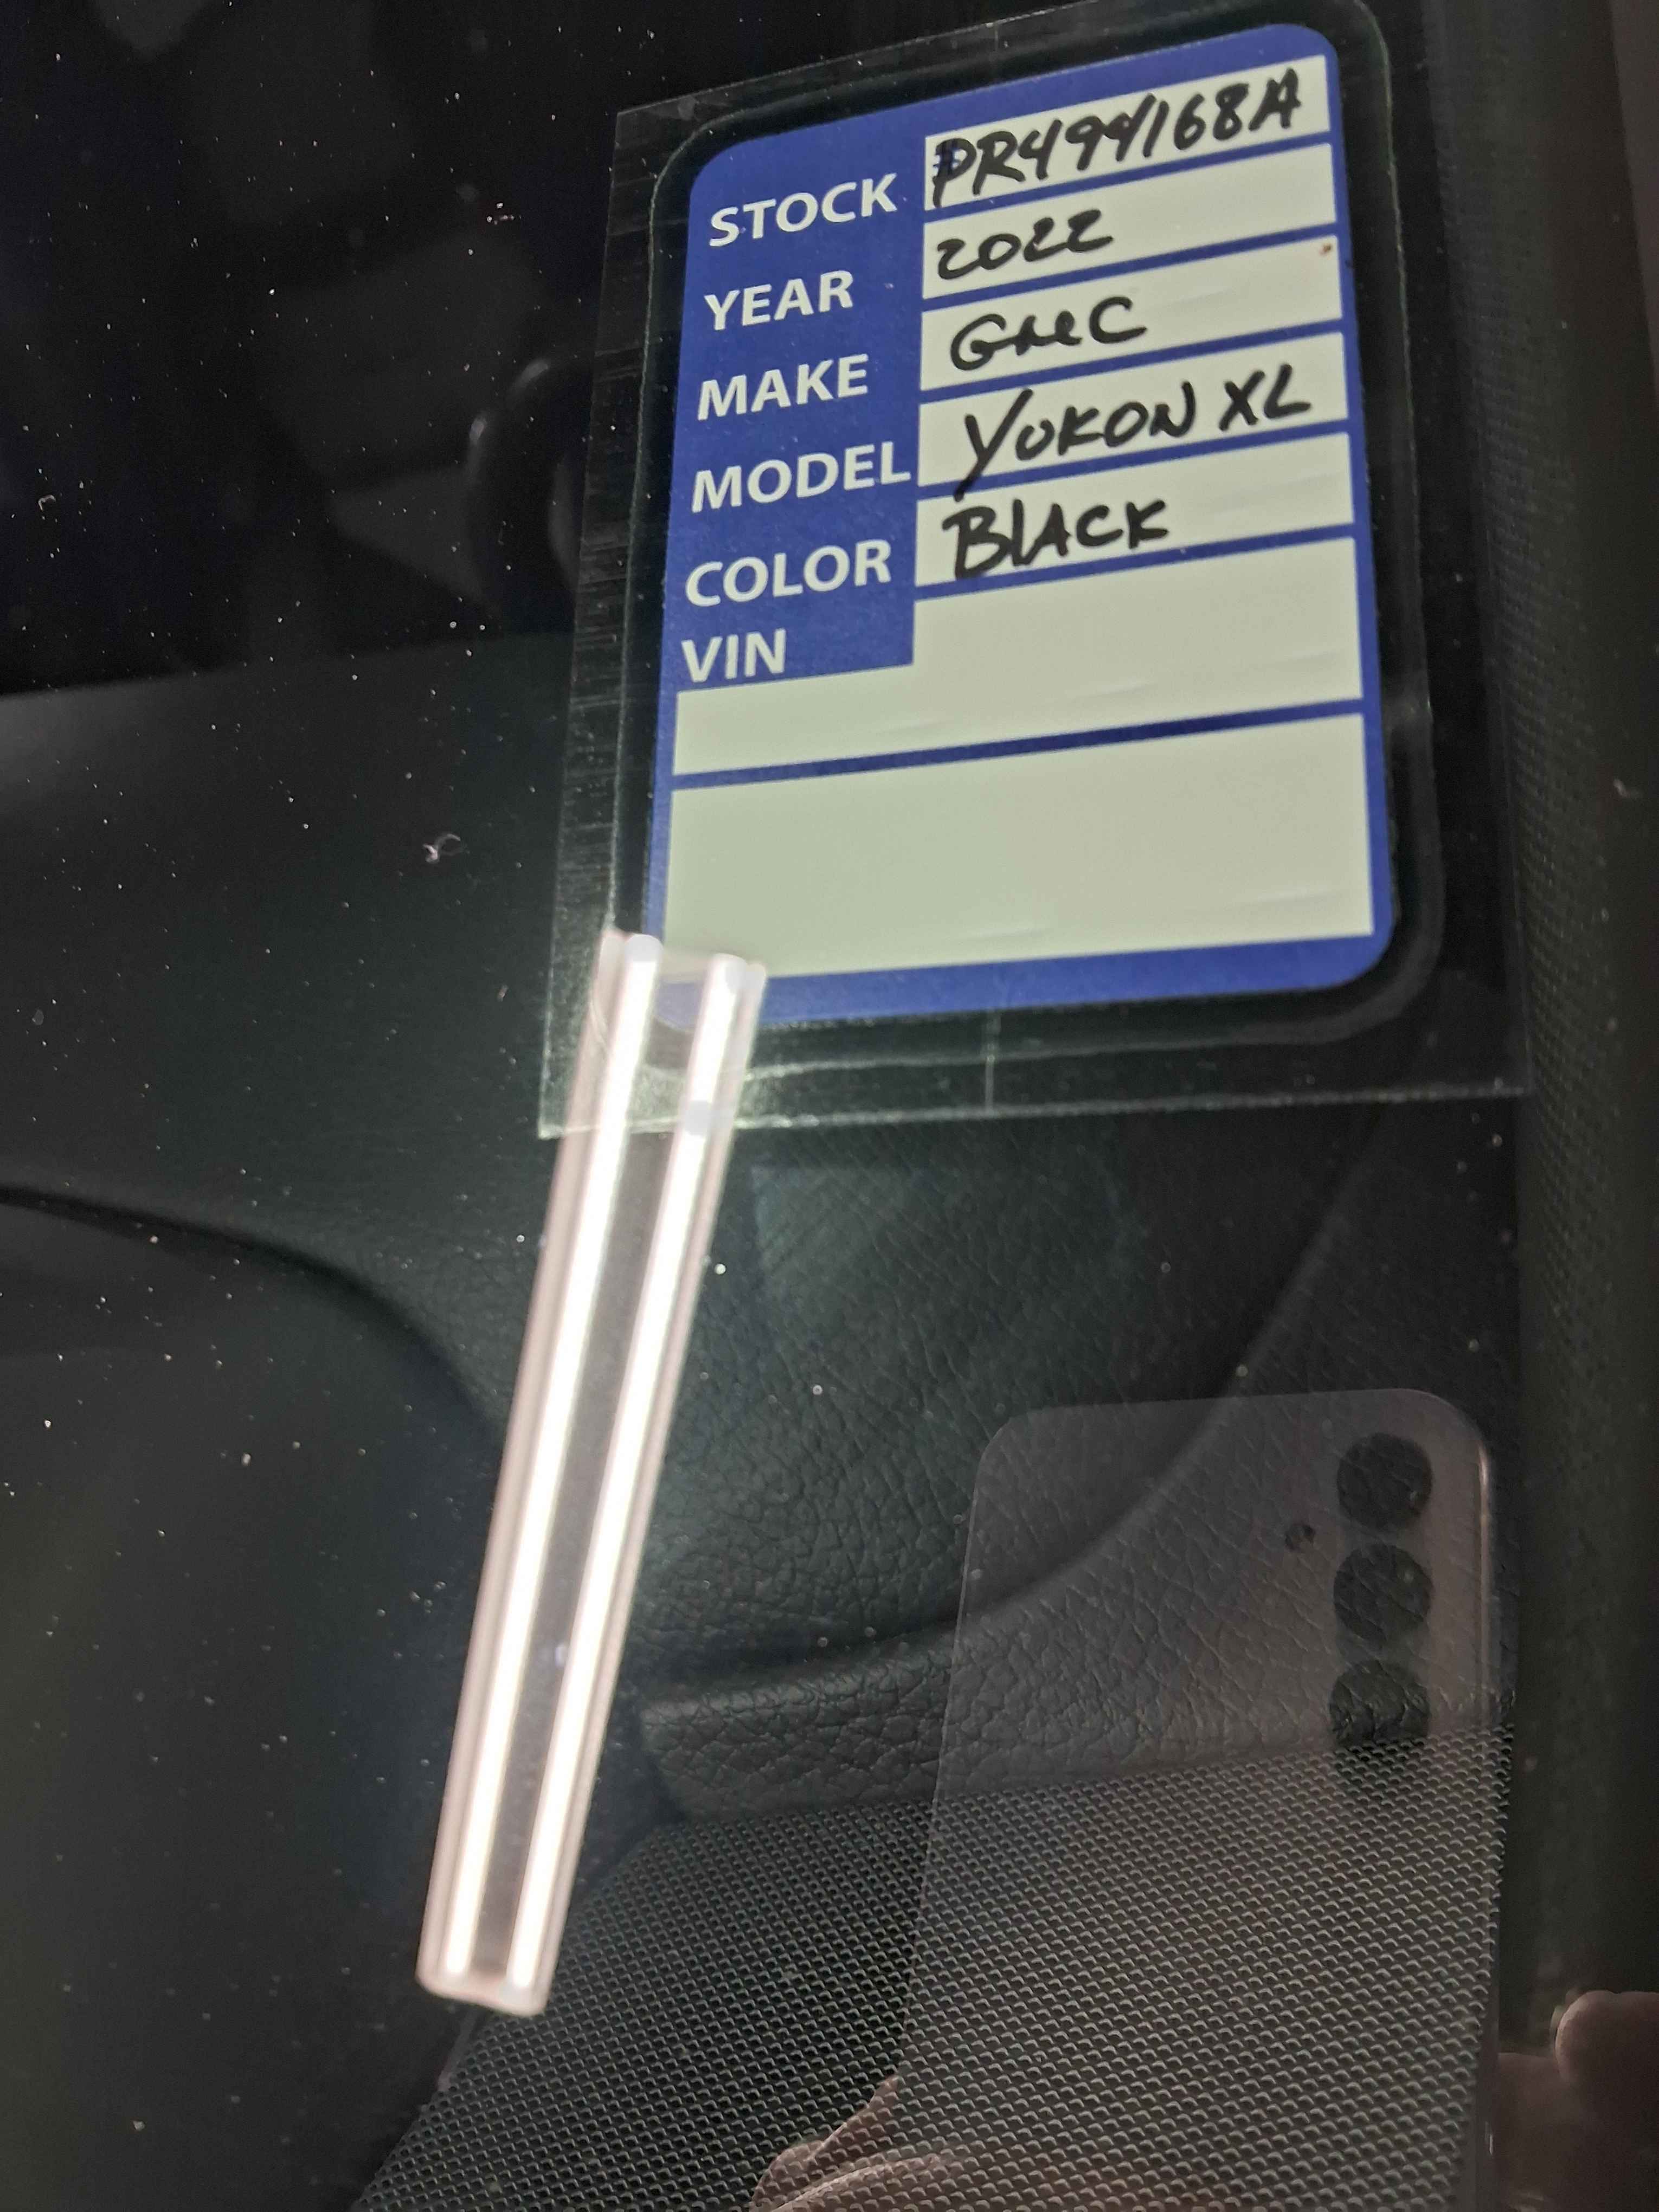 STOCK PR494168A
YEAR 2022
MAKE GMC
MODEL YUKON XL
COLOR BLACK
VIN